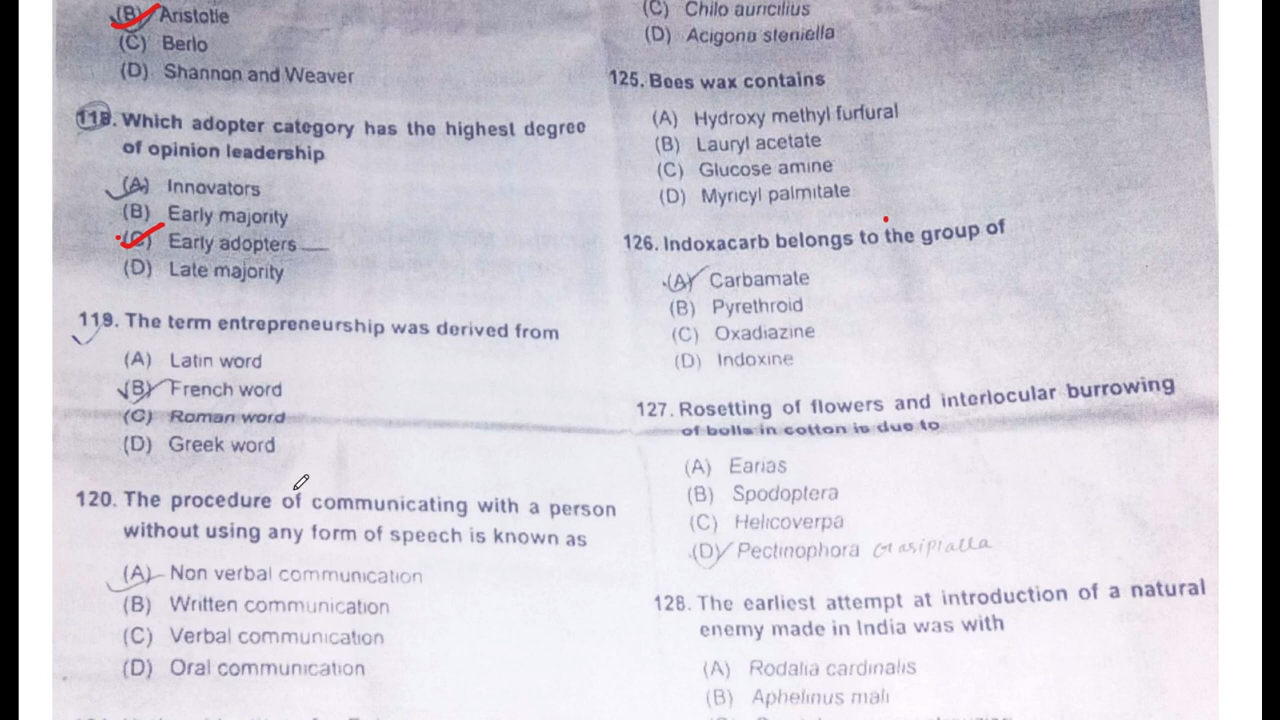 (B) Aristotle
(C) Berlo
(D) Shannon and Weaver
118. Which adopter category has the highest degree
of opinion leadership
(A) Innovators
(B) Early majority
(C) Early adopters
(D) Late majority
119. The term entrepreneurship was derived from
(A) Latin word
(B) French word
(C) Roman word
(D) Greek word
120. The procedure of communicating with a person
without using any form of speech is known as
(A) Non verbal communication
(B) Written communication
(C) Verbal communication
(D) Oral communication
(C) Chilo auricilius
(D) Acigona steniella
125. Bees wax contains
(A) Hydroxy methyl furfural
(B) Lauryl acetate
(C) Glucose amine
(D) Myricyl palmitate
126. Indoxacarb belongs to the group of
(A) Carbamate
(B) Pyrethroid
(C) Oxadiazine
(D) Indoxine
127. Rosetting of flowers and interlocular burrowing
of bolls in cotton is due to
(A) Earias
(B) Spodoptera
(C) Helicoverpa
(D) Pectinophora
128. The earliest attempt at introduction of a natural
enemy made in India was with
(A) Rodalia cardinalis
(B) Aphelinus mali